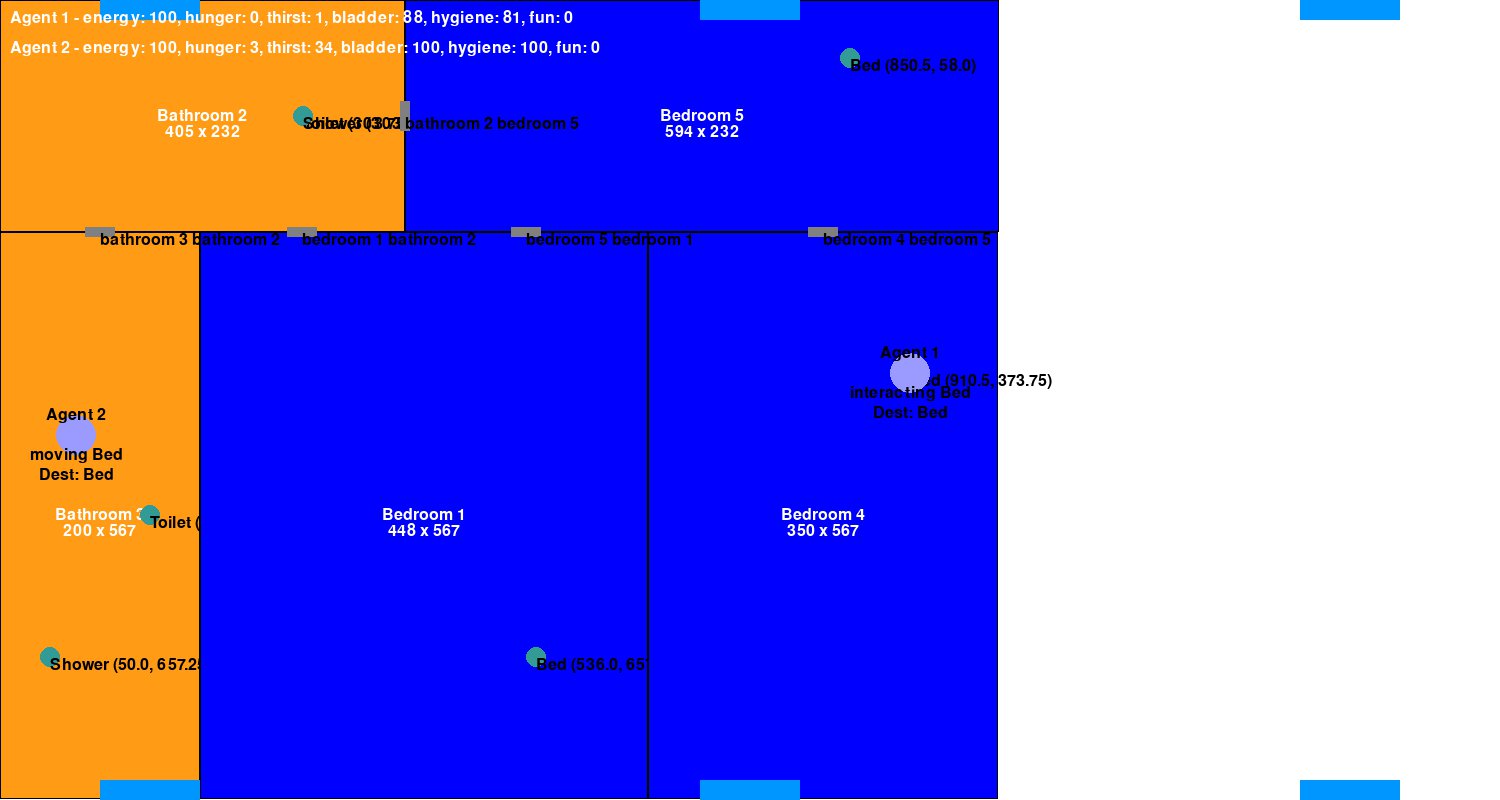 Agent 1 - energy: 100, hunger: 0, thirst: 1, bladder: 88, hygiene: 81, fun: 0
Agent 2 - energy: 100, hunger: 3, thirst: 34, bladder: 100, hygiene: 100, fun: 0
Bed (850.5, 58.0)
Bathroom 2
405 x 232
bathroom 2 bedroom 5
Bedroom 5
594 x 232
bathroom 3 bathroom 2
bedroom 1 bathroom 2
bedroom 5 bedroom 1
bedroom 4 bedroom 5
Agent 1
(910.5, 373.75)
interacting Bed
Dest: Bed
Agent 2
moving Bed
Dest: Bed
Bathroom 3
200 x 567
Toilet (
Bedroom 1
448 x 567
Bedroom 4
350 x 567
Shower (50.0, 657.25
Bed (536.0, 65